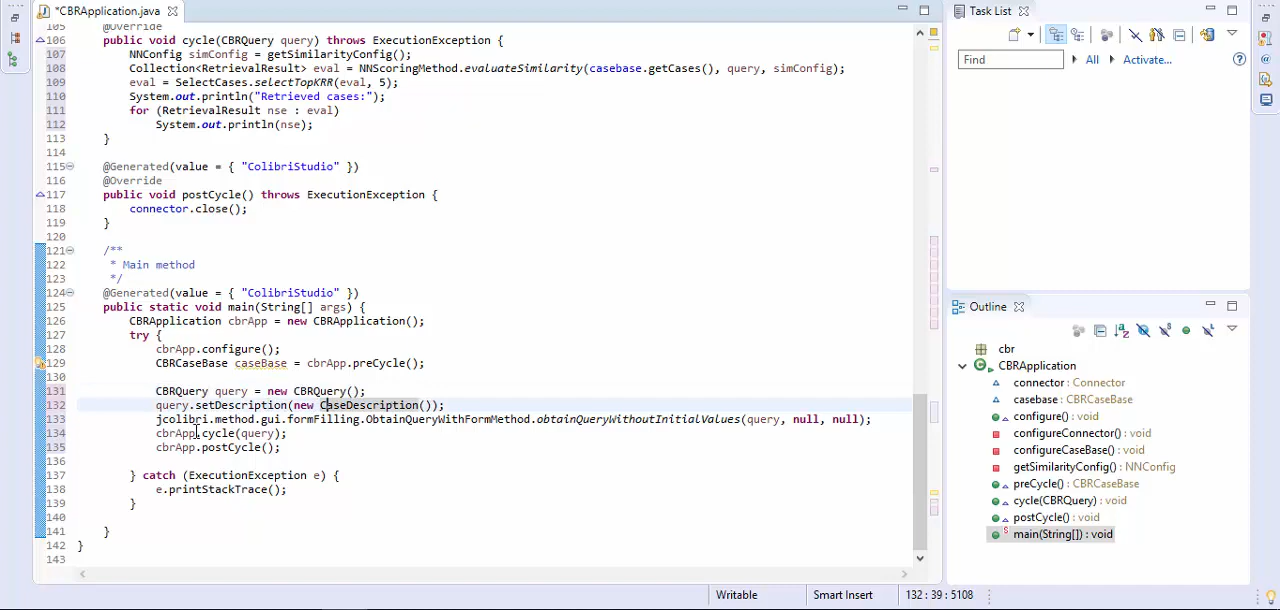 *CBRApplication.java
105 @Override
106 public void cycle(CBRQuery query) throws ExecutionException {
107 NNConfig simConfig = getSimilarityConfig();
108 Collection<RetrievalResult> eval = NNScoringMethod.evaluateSimilarity(casebase.getCases(), query, simConfig);
109 eval = SelectCases.selectTopKRR(eval, 5);
110 System.out.println("Retrieved cases:");
111 for (RetrievalResult nse : eval)
112 System.out.println(nse);
113 }
114
115 @Generated(value = { "ColibriStudio" })
116 @Override
117 public void postCycle() throws ExecutionException {
118 connector.close();
119 }
120
121 /**
122 * Main method
123 */
124 @Generated(value = { "ColibriStudio" })
125 public static void main(String[] args) {
126 CBRApplication cbrApp = new CBRApplication();
127 try {
128 cbrApp.configure();
129 CBRCaseBase caseBase = cbrApp.preCycle();
130
131 CBRQuery query = new CBRQuery();
132 query.setDescription(new CaseDescription());
133 jcolibri.method.gui.formFilling.ObtainQueryWithFormMethod.obtainQueryWithoutInitialValues(query, null, null);
134 cbrApp.cycle(query);
135 cbrApp.postCycle();
136
137 } catch (ExecutionException e) {
138 e.printStackTrace();
139 }
140
141 }
142 }
143
Task List
Find
All
Activate...
Outline
cbr
CBRApplication
connector : Connector
casebase : CBRCaseBase
configure() : void
configureConnector() : void
configureCaseBase() : void
getSimilarityConfig() : NNConfig
preCycle() : CBRCaseBase
cycle(CBRQuery) : void
postCycle() : void
main(String[]) : void
Writable
Smart Insert
132 : 39 : 5108